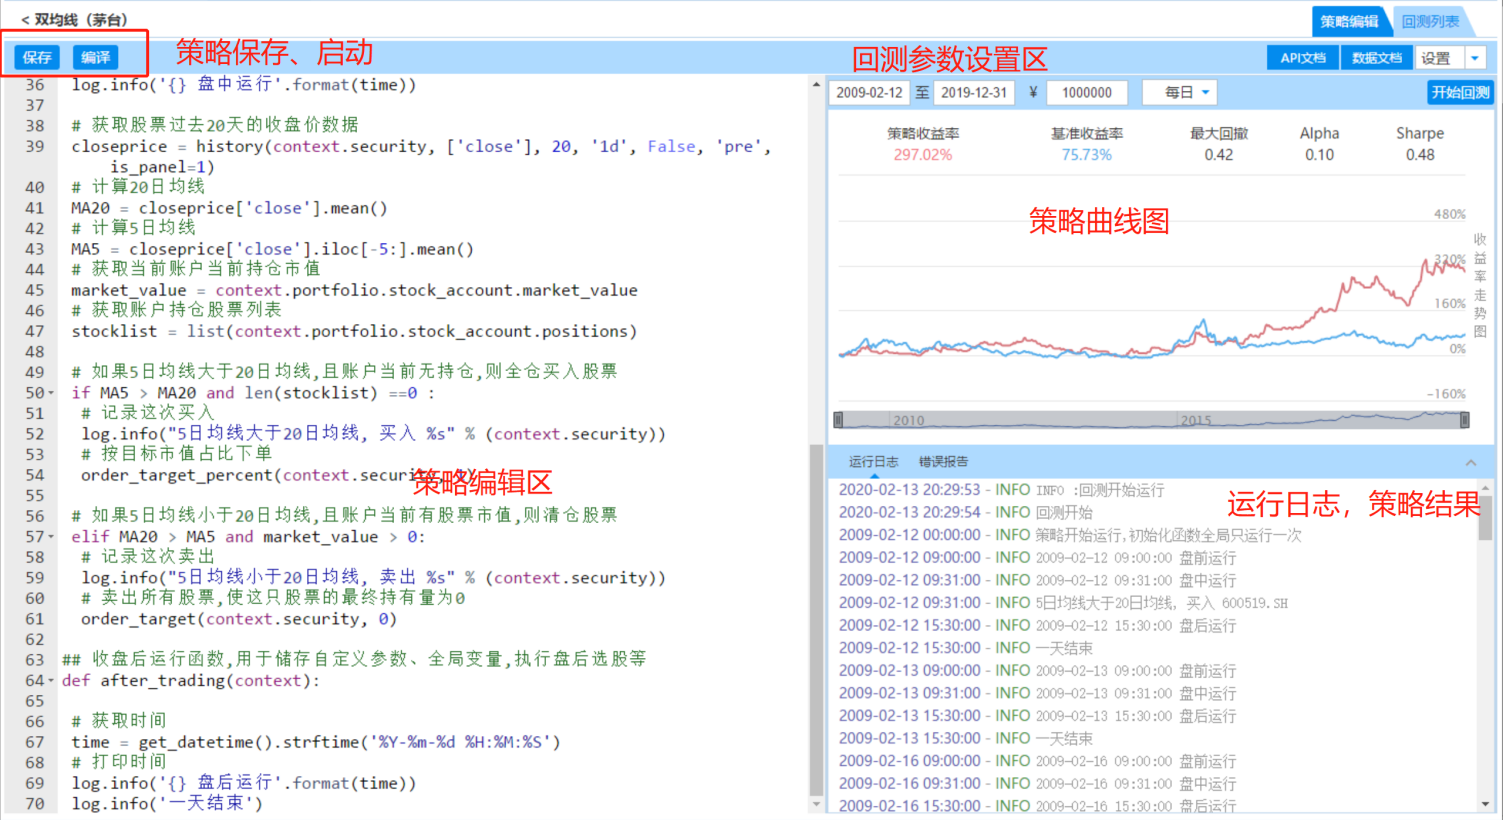 < 双均线（茅台）
策略编辑
回测列表
保存
编译
策略保存、启动
回测参数设置区
API文档
数据文档
设置
36 log.info('{} 盘中运行'.format(time))
37
38 # 获取股票过去20天的收盘价数据
39 closeprice = history(context.security, ['close'], 20, '1d', False, 'pre',
is_panel=1)
40 # 计算20日均线
41 MA20 = closeprice['close'].mean()
42 # 计算5日均线
43 MA5 = closeprice['close'].iloc[-5:].mean()
44 # 获取当前账户当前持仓市值
45 market_value = context.portfolio.stock_account.market_value
46 # 获取账户持仓股票列表
47 stocklist = list(context.portfolio.stock_account.positions)
48
49 # 如果5日均线大于20日均线,且账户当前无持仓,则全仓买入股票
50 if MA5 > MA20 and len(stocklist) ==0 :
51 # 记录这次买入
52 log.info("5日均线大于20日均线, 买入 %s" % (context.security))
53 # 按目标市值占比下单
54 order_target_percent(context.securi
策略编辑区
55
56 # 如果5日均线小于20日均线,且账户当前有股票市值,则清仓股票
57 elif MA20 > MA5 and market_value > 0:
58 # 记录这次卖出
59 log.info("5日均线小于20日均线, 卖出 %s" % (context.security))
60 # 卖出所有股票,使这只股票的最终持有量为0
61 order_target(context.security, 0)
62
63 ## 收盘后运行函数,用于储存自定义参数、全局变量,执行盘后选股等
64 def after_trading(context):
65
66 # 获取时间
67 time = get_datetime().strftime('%Y-%m-%d %H:%M:%S')
68 # 打印时间
69 log.info('{} 盘后运行'.format(time))
70 log.info('一天结束')
2009-02-12 至 2019-12-31 ¥ 1000000 每日 开始回测
策略收益率 基准收益率 最大回撤 Alpha Sharpe
297.02% 75.73% 0.42 0.10 0.48
策略曲线图
480%
320%
160%
0%
-160%
收益率走势图
2010 2015
运行日志 错误报告
运行日志，策略结果
2020-02-13 20:29:53 - INFO INFO :回测开始运行
2020-02-13 20:29:54 - INFO 回测开始
2009-02-12 00:00:00 - INFO 策略开始运行,初始化函数全局只运行一次
2009-02-12 09:00:00 - INFO 2009-02-12 09:00:00 盘前运行
2009-02-12 09:31:00 - INFO 2009-02-12 09:31:00 盘中运行
2009-02-12 09:31:00 - INFO 5日均线大于20日均线, 买入 600519.SH
2009-02-12 15:30:00 - INFO 2009-02-12 15:30:00 盘后运行
2009-02-12 15:30:00 - INFO 一天结束
2009-02-13 09:00:00 - INFO 2009-02-13 09:00:00 盘前运行
2009-02-13 09:31:00 - INFO 2009-02-13 09:31:00 盘中运行
2009-02-13 15:30:00 - INFO 2009-02-13 15:30:00 盘后运行
2009-02-13 15:30:00 - INFO 一天结束
2009-02-16 09:00:00 - INFO 2009-02-16 09:00:00 盘前运行
2009-02-16 09:31:00 - INFO 2009-02-16 09:31:00 盘中运行
2009-02-16 15:30:00 - INFO 2009-02-16 15:30:00 盘后运行